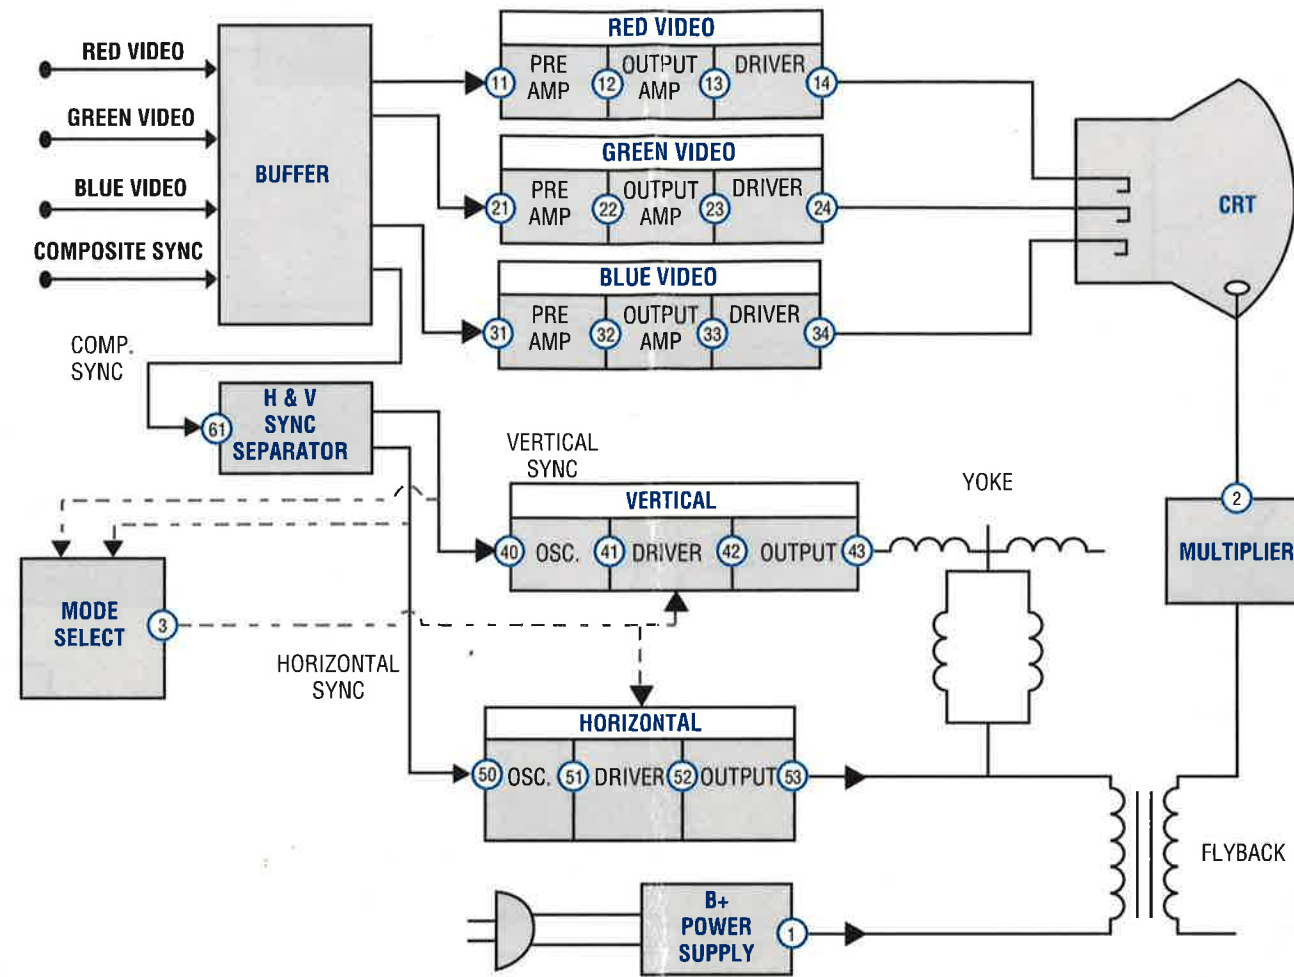 RED VIDEO
GREEN VIDEO
BLUE VIDEO
COMPOSITE SYNC
BUFFER
RED VIDEO
11
PRE
AMP
12
OUTPUT
AMP
13
DRIVER
14
GREEN VIDEO
21
PRE
AMP
22
OUTPUT
AMP
23
DRIVER
24
BLUE VIDEO
31
PRE
AMP
32
OUTPUT
AMP
33
DRIVER
34
CRT
COMP.
SYNC
61
H & V
SYNC
SEPARATOR
VERTICAL
SYNC
VERTICAL
40
OSC.
41
DRIVER
42
OUTPUT
43
YOKE
2
MULTIPLIER
MODE
SELECT
3
HORIZONTAL
SYNC
HORIZONTAL
50
OSC.
51
DRIVER
52
OUTPUT
53
FLYBACK
B+
POWER
SUPPLY
1